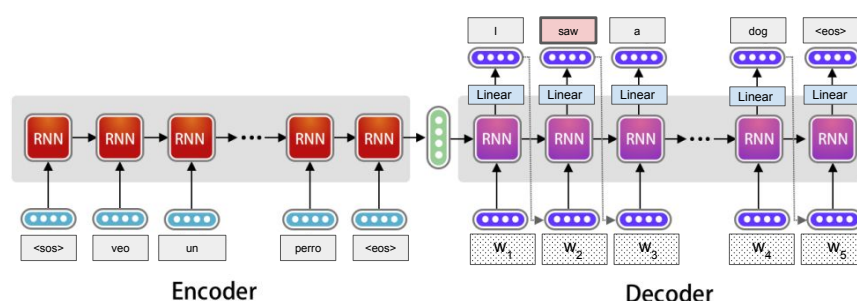 I saw a dog <eos>
Linear Linear Linear Linear Linear
RNN RNN RNN RNN RNN RNN RNN RNN RNN RNN
<sos> veo un perro <eos> W1 W2 W3 W4 W5
Encoder Decoder